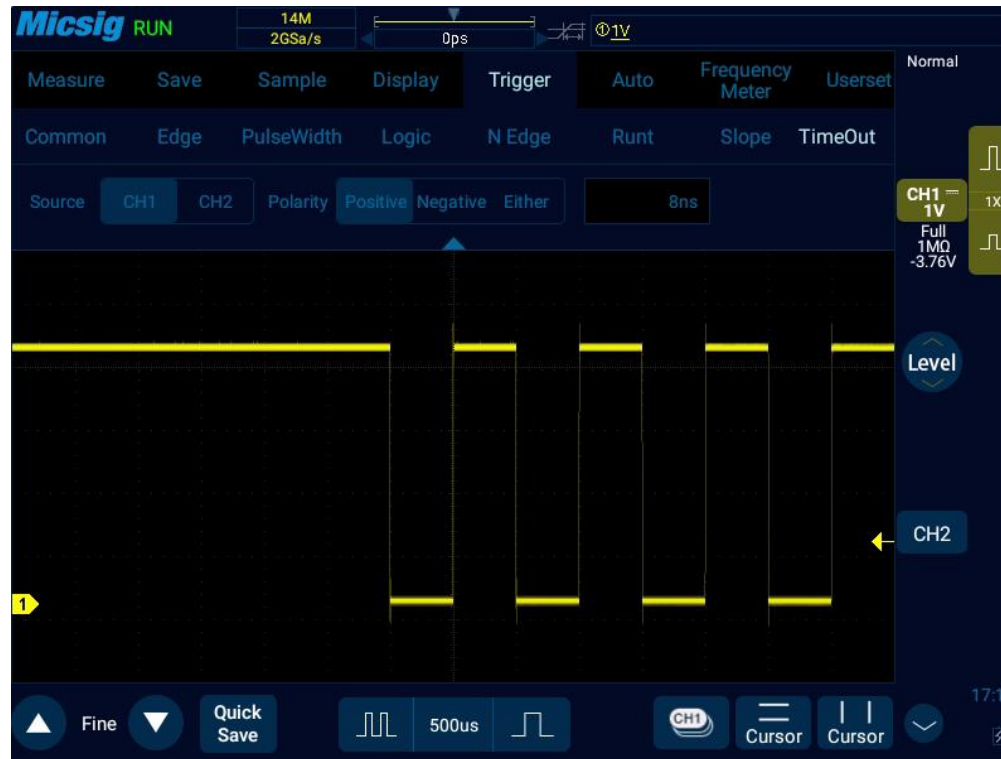 Micsig RUN 14M 2GSa/s 0ps ①1V
Measure Save Sample Display Trigger Auto Frequency Meter Userset
Normal
Common Edge PulseWidth Logic N Edge Runt Slope TimeOut
Source CH1 CH2 Polarity Positive Negative Either 8ns
CH1 1V
1X
Full
1MΩ
-3.76V
Level
CH2
1
Fine
Quick Save
500us
CH1
Cursor
Cursor